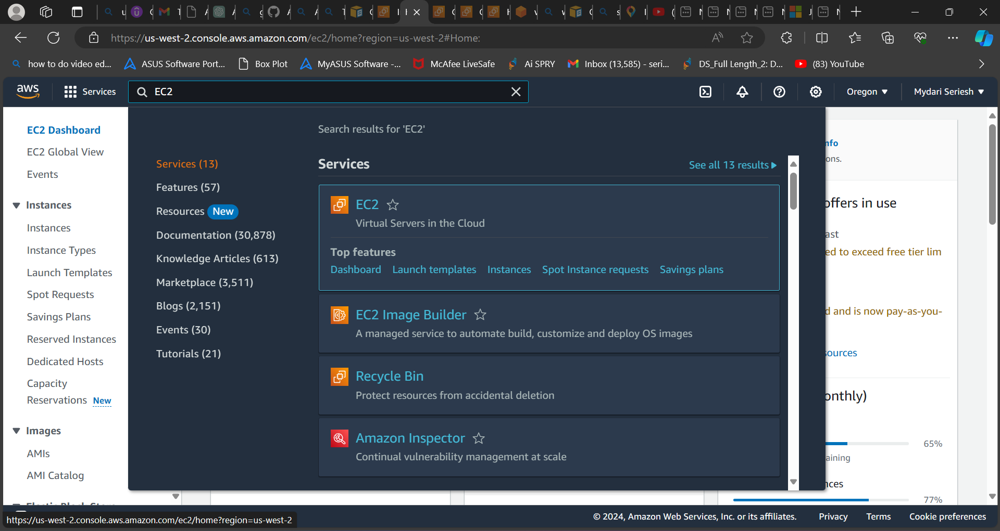 https://us-west-2.console.aws.amazon.com/ec2/home?region=us-west-2#Home:
how to do video ed...
ASUS Software Port...
Box Plot
MyASUS Software -...
McAfee LiveSafe
Ai SPRY
Inbox (13,585) - seri...
DS_Full Length_2: D...
(83) YouTube
aws
Services
EC2
Oregon
Mydari Seriesh
EC2 Dashboard
EC2 Global View
Events
Instances
Instances
Instance Types
Launch Templates
Spot Requests
Savings Plans
Reserved Instances
Dedicated Hosts
Capacity
Reservations New
Images
AMIs
AMI Catalog
Search results for 'EC2'
Services (13)
Features (57)
Resources New
Documentation (30,878)
Knowledge Articles (613)
Marketplace (3,511)
Blogs (2,151)
Events (30)
Tutorials (21)
Services
See all 13 results
EC2
Virtual Servers in the Cloud
Top features
Dashboard Launch templates Instances Spot Instance requests Savings plans
EC2 Image Builder
A managed service to automate build, customize and deploy OS images
Recycle Bin
Protect resources from accidental deletion
Amazon Inspector
Continual vulnerability management at scale
nfo
ons.
offers in use
ast
ed to exceed free tier lim
d and is now pay-as-you-
sources
onthly)
65%
aining
nces
77%
https://us-west-2.console.aws.amazon.com/ec2/home?region=us-west-2
© 2024, Amazon Web Services, Inc. or its affiliates.
Privacy
Terms
Cookie preferences